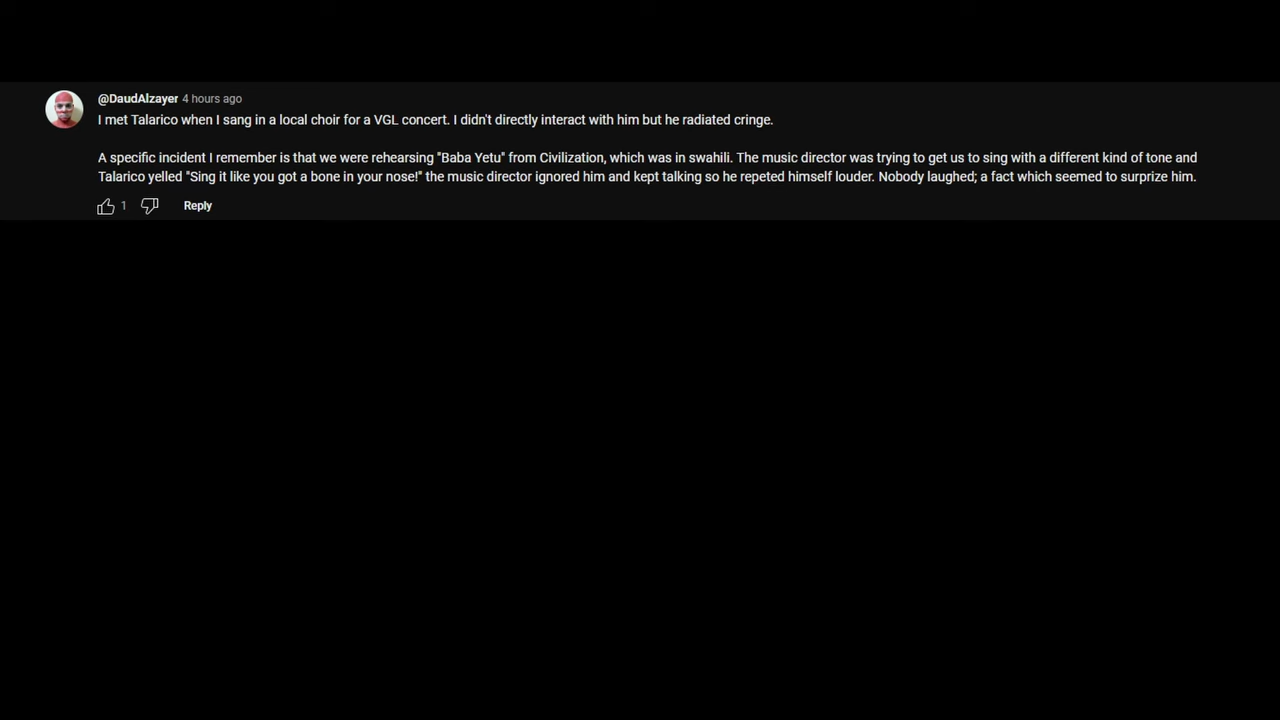 @DaudAlzayer 4 hours ago
I met Talarico when I sang in a local choir for a VGL concert. I didn't directly interact with him but he radiated cringe.
A specific incident I remember is that we were rehearsing "Baba Yetu" from Civilization, which was in swahili. The music director was trying to get us to sing with a different kind of tone and
Talarico yelled "Sing it like you got a bone in your nose!" the music director ignored him and kept talking so he repeted himself louder. Nobody laughed; a fact which seemed to surprize him.
1 Reply